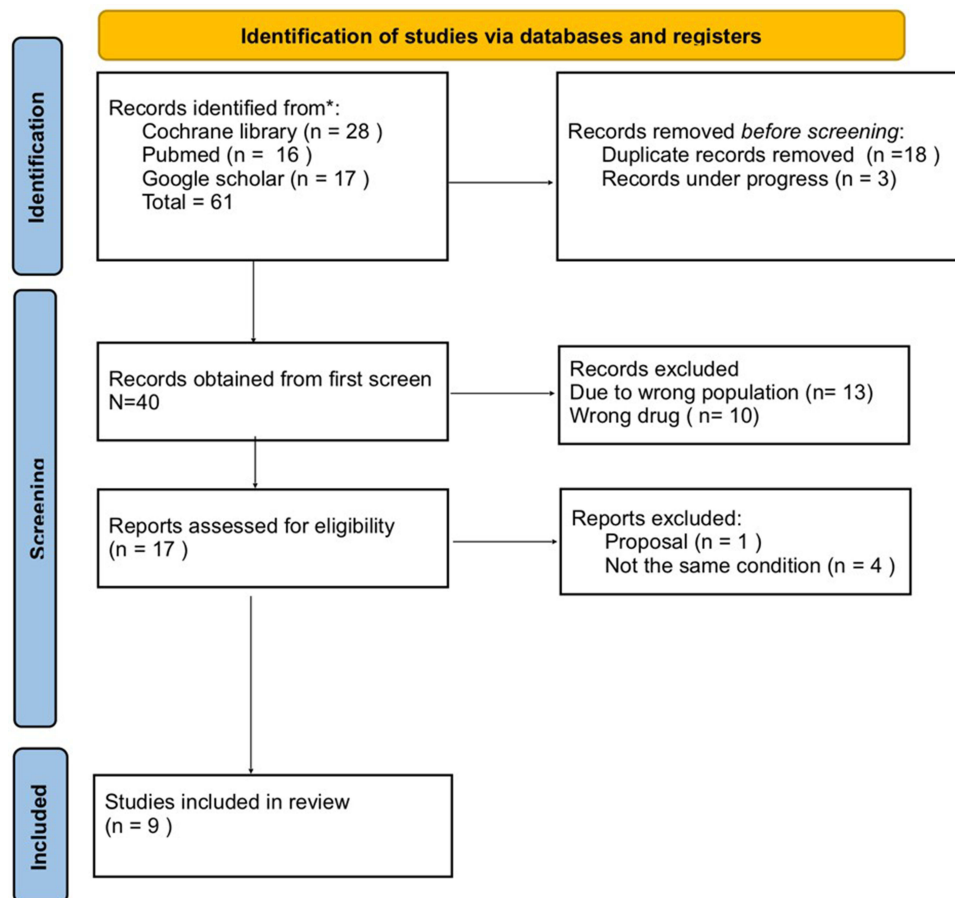 Identification of studies via databases and registers
Identification
Records identified from*:
Cochrane library (n = 28 )
Pubmed (n =  16 )
Google scholar (n = 17 )
Total = 61
Records removed before screening:
Duplicate records removed  (n =18 )
Records under progress (n = 3)
Screening
Records obtained from first screen
N=40
Records excluded
Due to wrong population (n= 13)
Wrong drug ( n= 10)
Reports assessed for eligibility
(n = 17 )
Reports excluded:
Proposal (n = 1 )
Not the same condition (n = 4 )
Included
Studies included in review
(n = 9 )